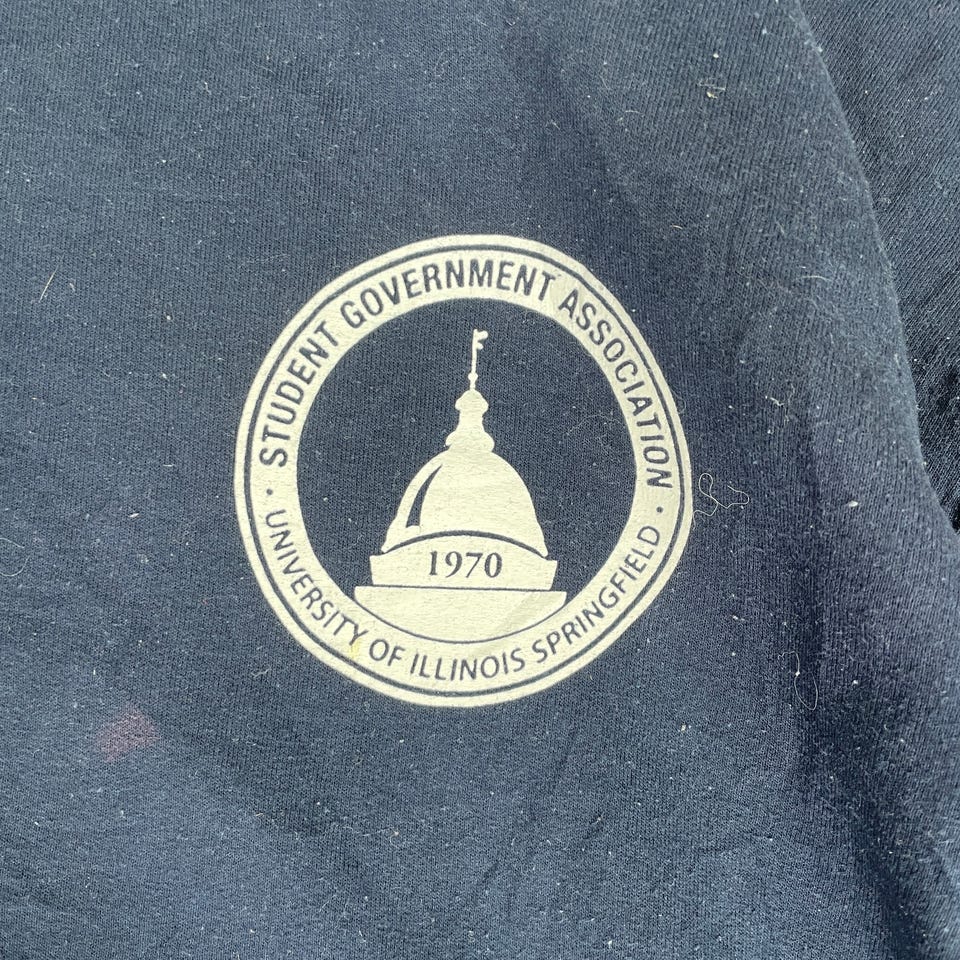 STUDENT GOVERNMENT ASSOCIATION
1970
· UNIVERSITY OF ILLINOIS SPRINGFIELD ·